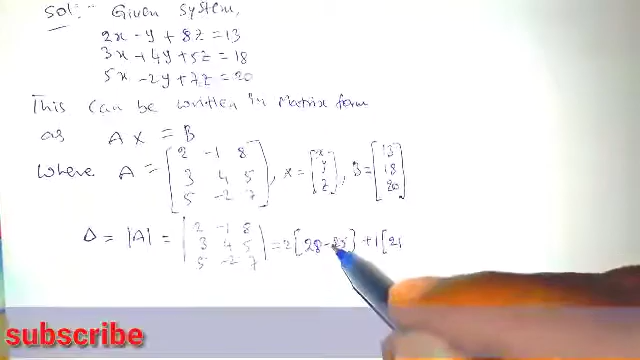 Sol:- Given System,
2x - y + 8z = 13
3x + 4y + 5z = 18
5x - 2y + 7z = 20
This can be written in Matrix form
as AX = B
where A = [2 -1 8
3 4 5
5 -2 7], X = [x
y
z], B = [13
18
20]
Δ = |A| = |2 -1 8
3 4 5
5 -2 7| = 2[28- ] +1[21
subscribe